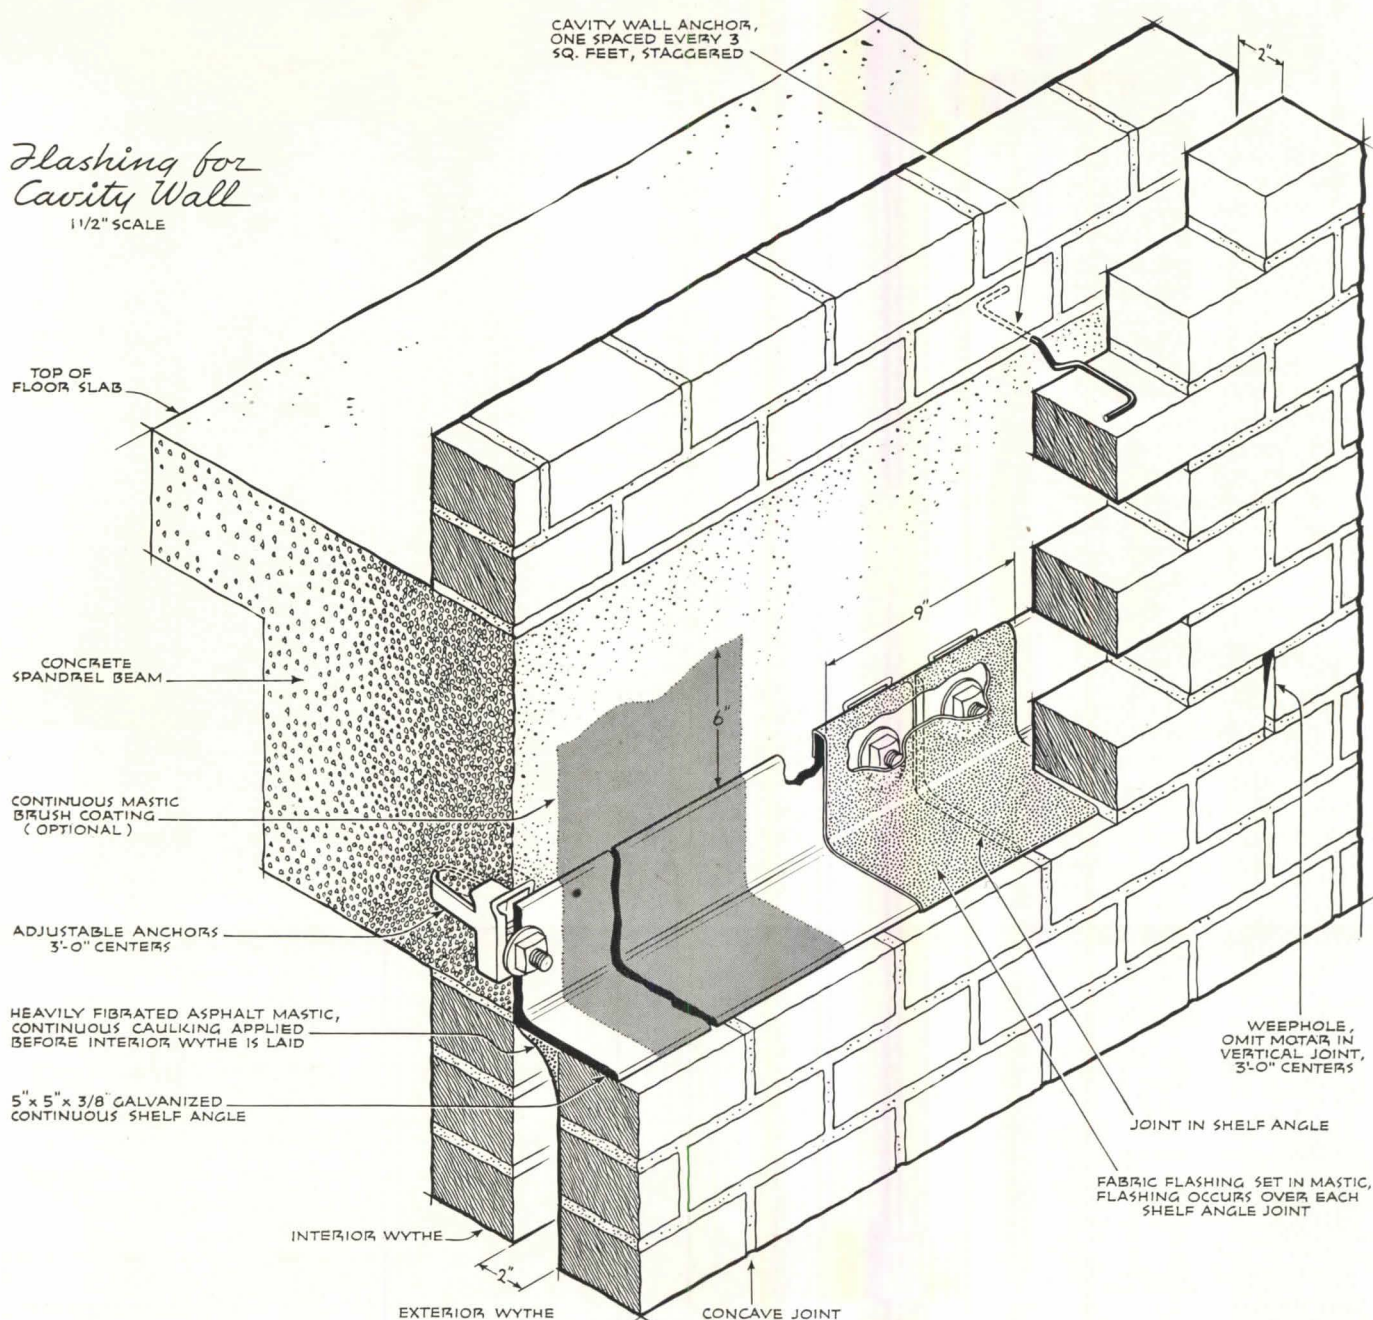 CAVITY WALL ANCHOR,
ONE SPACED EVERY 3
SQ. FEET, STAGGERED
2"
Flashing for
Cavity Wall
1 1/2" SCALE
TOP OF
FLOOR SLAB
9"
CONCRETE
SPANDREL BEAM
6"
CONTINUOUS MASTIC
BRUSH COATING
(OPTIONAL)
ADJUSTABLE ANCHORS
3'-0" CENTERS
HEAVILY FIBRATED ASPHALT MASTIC,
CONTINUOUS CAULKING APPLIED
BEFORE INTERIOR WYTHE IS LAID
5" x 5" x 3/8" GALVANIZED
CONTINUOUS SHELF ANGLE
WEEPHOLE,
OMIT MOTAR IN
VERTICAL JOINT,
3'-0" CENTERS
JOINT IN SHELF ANGLE
FABRIC FLASHING SET IN MASTIC,
FLASHING OCCURS OVER EACH
SHELF ANGLE JOINT
INTERIOR WYTHE
2"
EXTERIOR WYTHE
CONCAVE JOINT